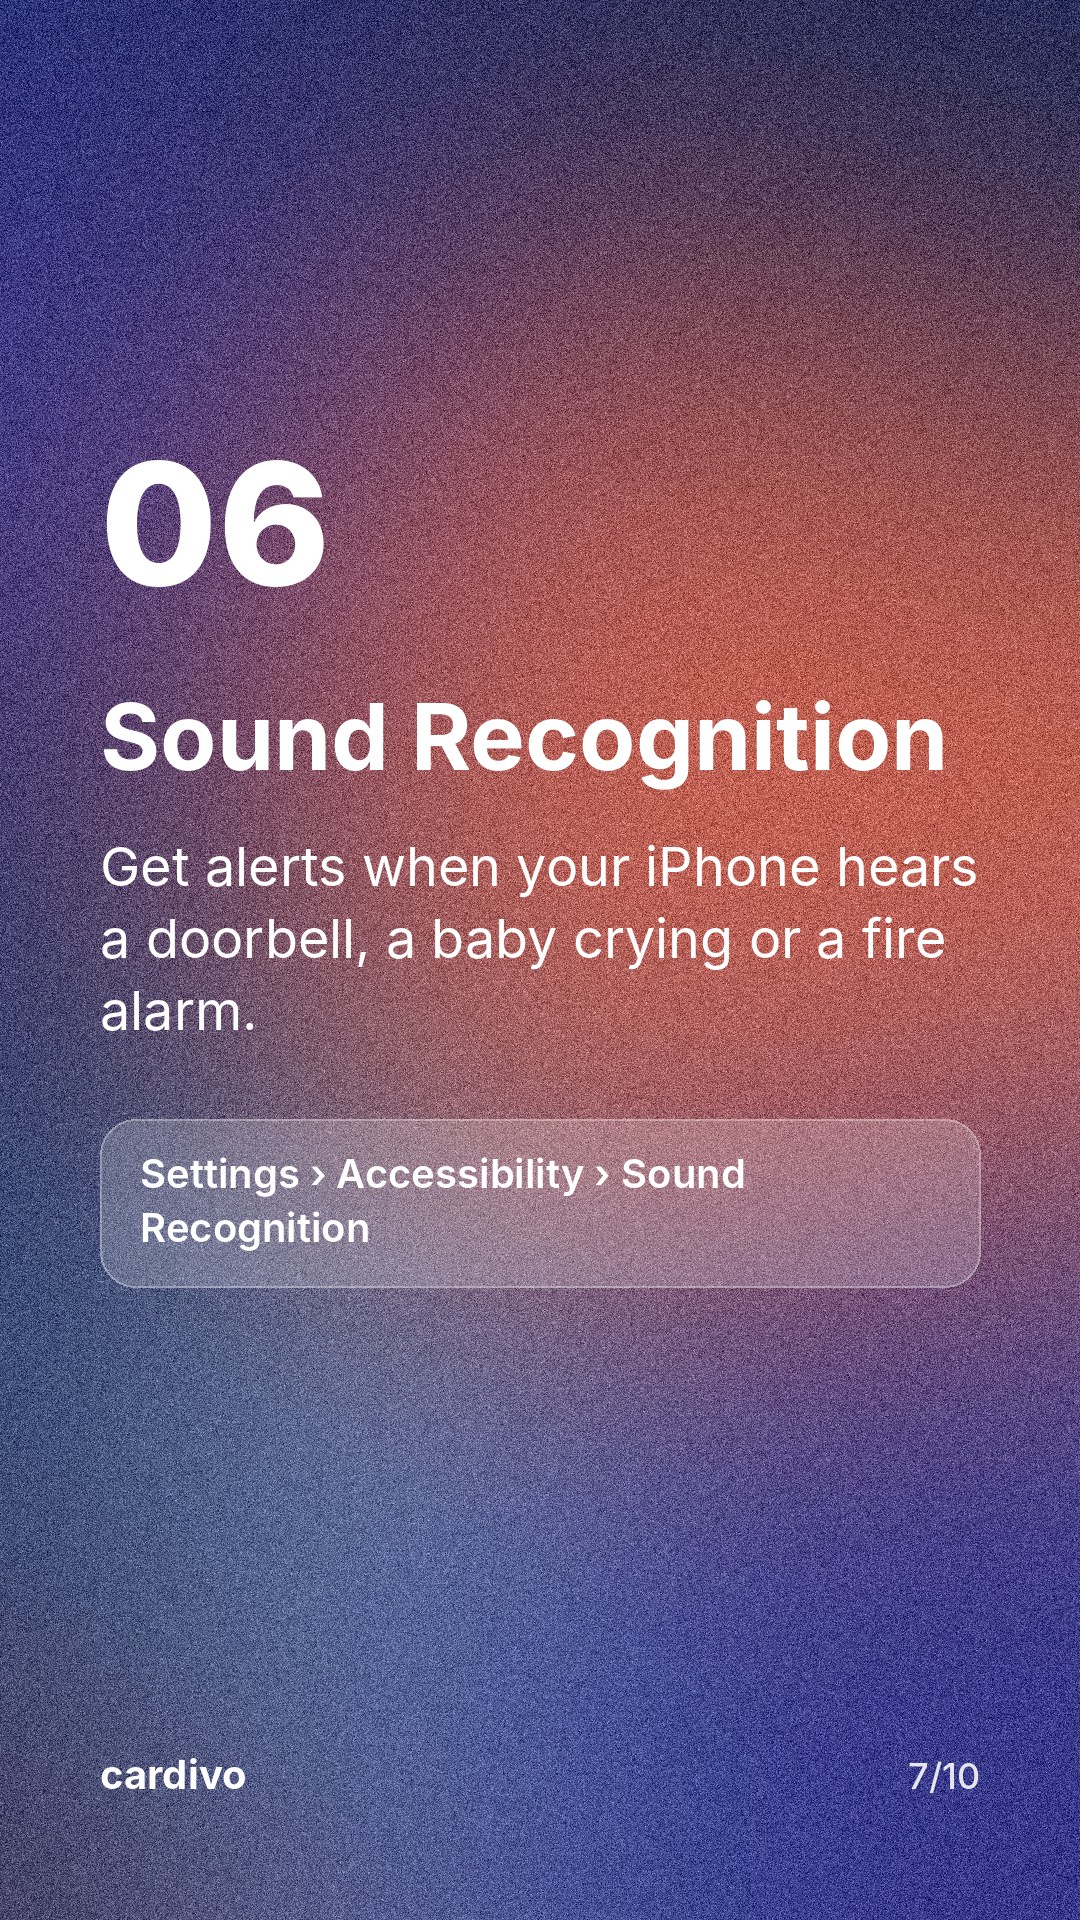 06
Sound Recognition
Get alerts when your iPhone hears
a doorbell, a baby crying or a fire
alarm.
Settings › Accessibility › Sound
Recognition
cardivo
7/10